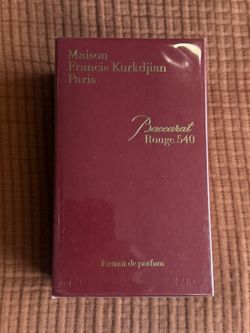 Maison
Francis Kurkdjian
Paris
Baccarat
Rouge 540
Extrait de parfum